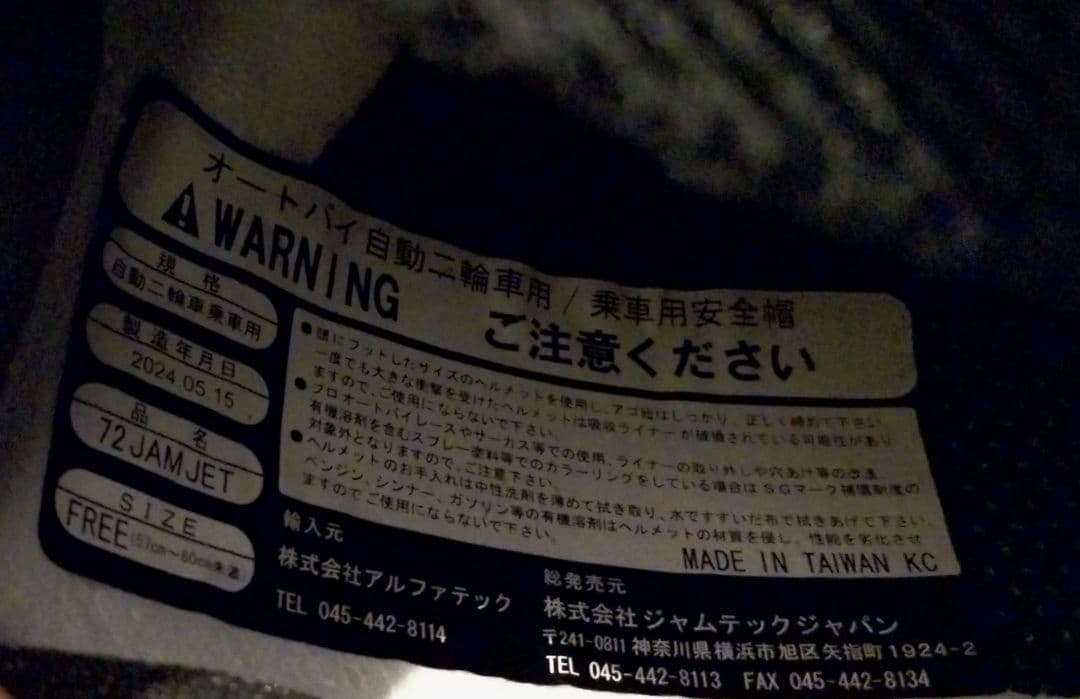 オートバイ自動二輪車用/乗車用安全帽
WARNING ご注意ください
規格
自動二輪車乗車用
製造年月日
2024.05.15
品名
72JAMJET
SIZE
FREE(57cm～60cm未満)
●頭にフットしたサイズのヘルメットを使用し、アゴ紐はしっかり、正しく締めて下さい。
一度でも大きな衝撃を受けたヘルメットは吸収ライナーが破損されている可能性があり
ますので、ご使用にならないで下さい。
●プロオートバイレースやサーカス等での使用、ライナーの取り外しや穴あけ等の改造、
有機溶剤を含むスプレー塗料等でのカラーリングをしている場合はSGマーク補償制度の
対象外となりますので、ご注意下さい。
●ヘルメットのお手入れは中性洗剤を薄めて拭き取り、水ですすいだ布で拭きあげて下さい。
ベンジン、シンナー、ガソリン等の有機溶剤はヘルメットの材質を侵し、性能を劣化させ
ますのでご使用にならないで下さい。
MADE IN TAIWAN KC
輸入元
株式会社アルファテック
TEL 045-442-8114
総発売元
株式会社ジャムテックジャパン
〒241-0811 神奈川県横浜市旭区矢指町1924-2
TEL 045-442-8113 FAX 045-442-8134